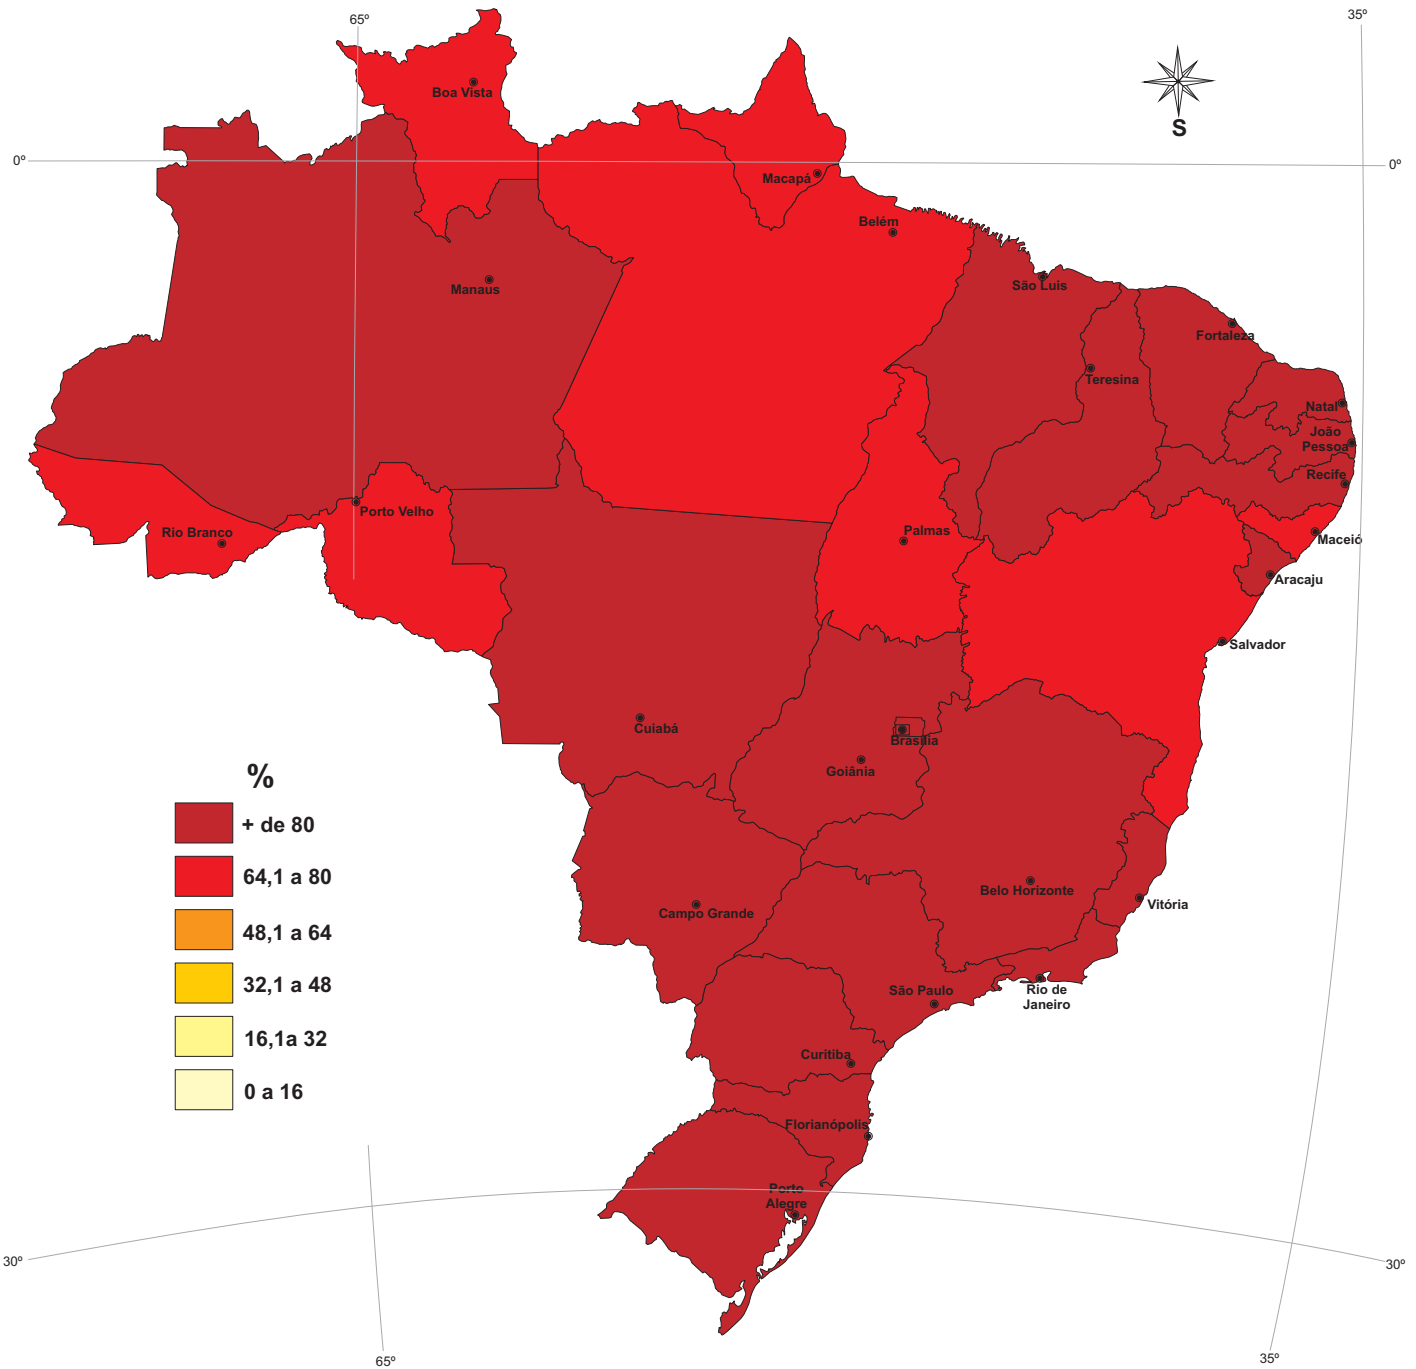 65º
35º
Boa Vista
S
0º
0º
Macapá
Belém
Manaus
São Luis
Fortaleza
Teresina
Natal
João
Pessoa
Recife
Porto Velho
Rio Branco
Palmas
Maceió
Aracaju
Salvador
Cuiabá
Brasília
Goiânia
%
+ de 80
64,1 a 80
48,1 a 64
32,1 a 48
16,1a 32
0 a 16
Belo Horizonte
Vitória
Campo Grande
São Paulo
Rio de
Janeiro
Curitiba
Florianópolis
Porto
Alegre
30º
30º
65º
35º